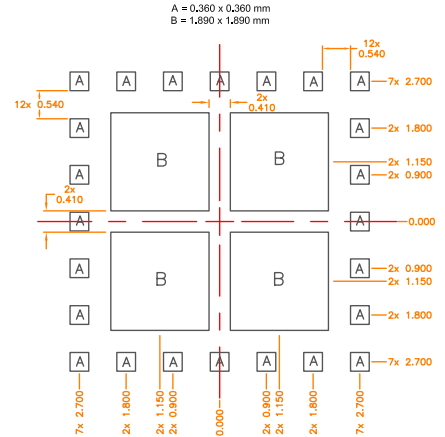 A = 0.360 x 0.360 mm
B = 1.890 x 1.890 mm
12x
0.540
A A A A A A A 7x 2.700
12x 0.540
2x
0.410
A A 2x 1.800
B B
2x 1.150
A A 2x 0.900
2x
0.410
A A 0.000
A A 2x 0.900
B B
2x 1.150
A A 2x 1.800
A A A A A A A 7x 2.700
7x 2.700
2x 1.800
2x 1.150
2x 0.900
0.000
2x 0.900
2x 1.150
2x 1.800
7x 2.700